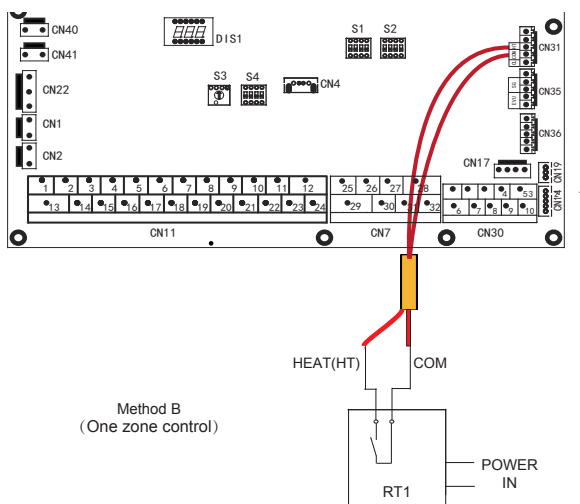 CN40
CN41
CN22
CN1
CN2
DIS1
S1 S2
S3 S4
CN4
CN31
CN35
CN36
CN17
CN19
1 2 3 4 5 6 7 8 9 10 11 12
13 14 15 16 17 18 19 20 21 22 23 24
25 26 27 28
29 30 31 32
4 53
6 7 8 9 10
CN11 CN7 CN30
HEAT(HT) COM
Method B
(One zone control)
POWER
IN
RT1